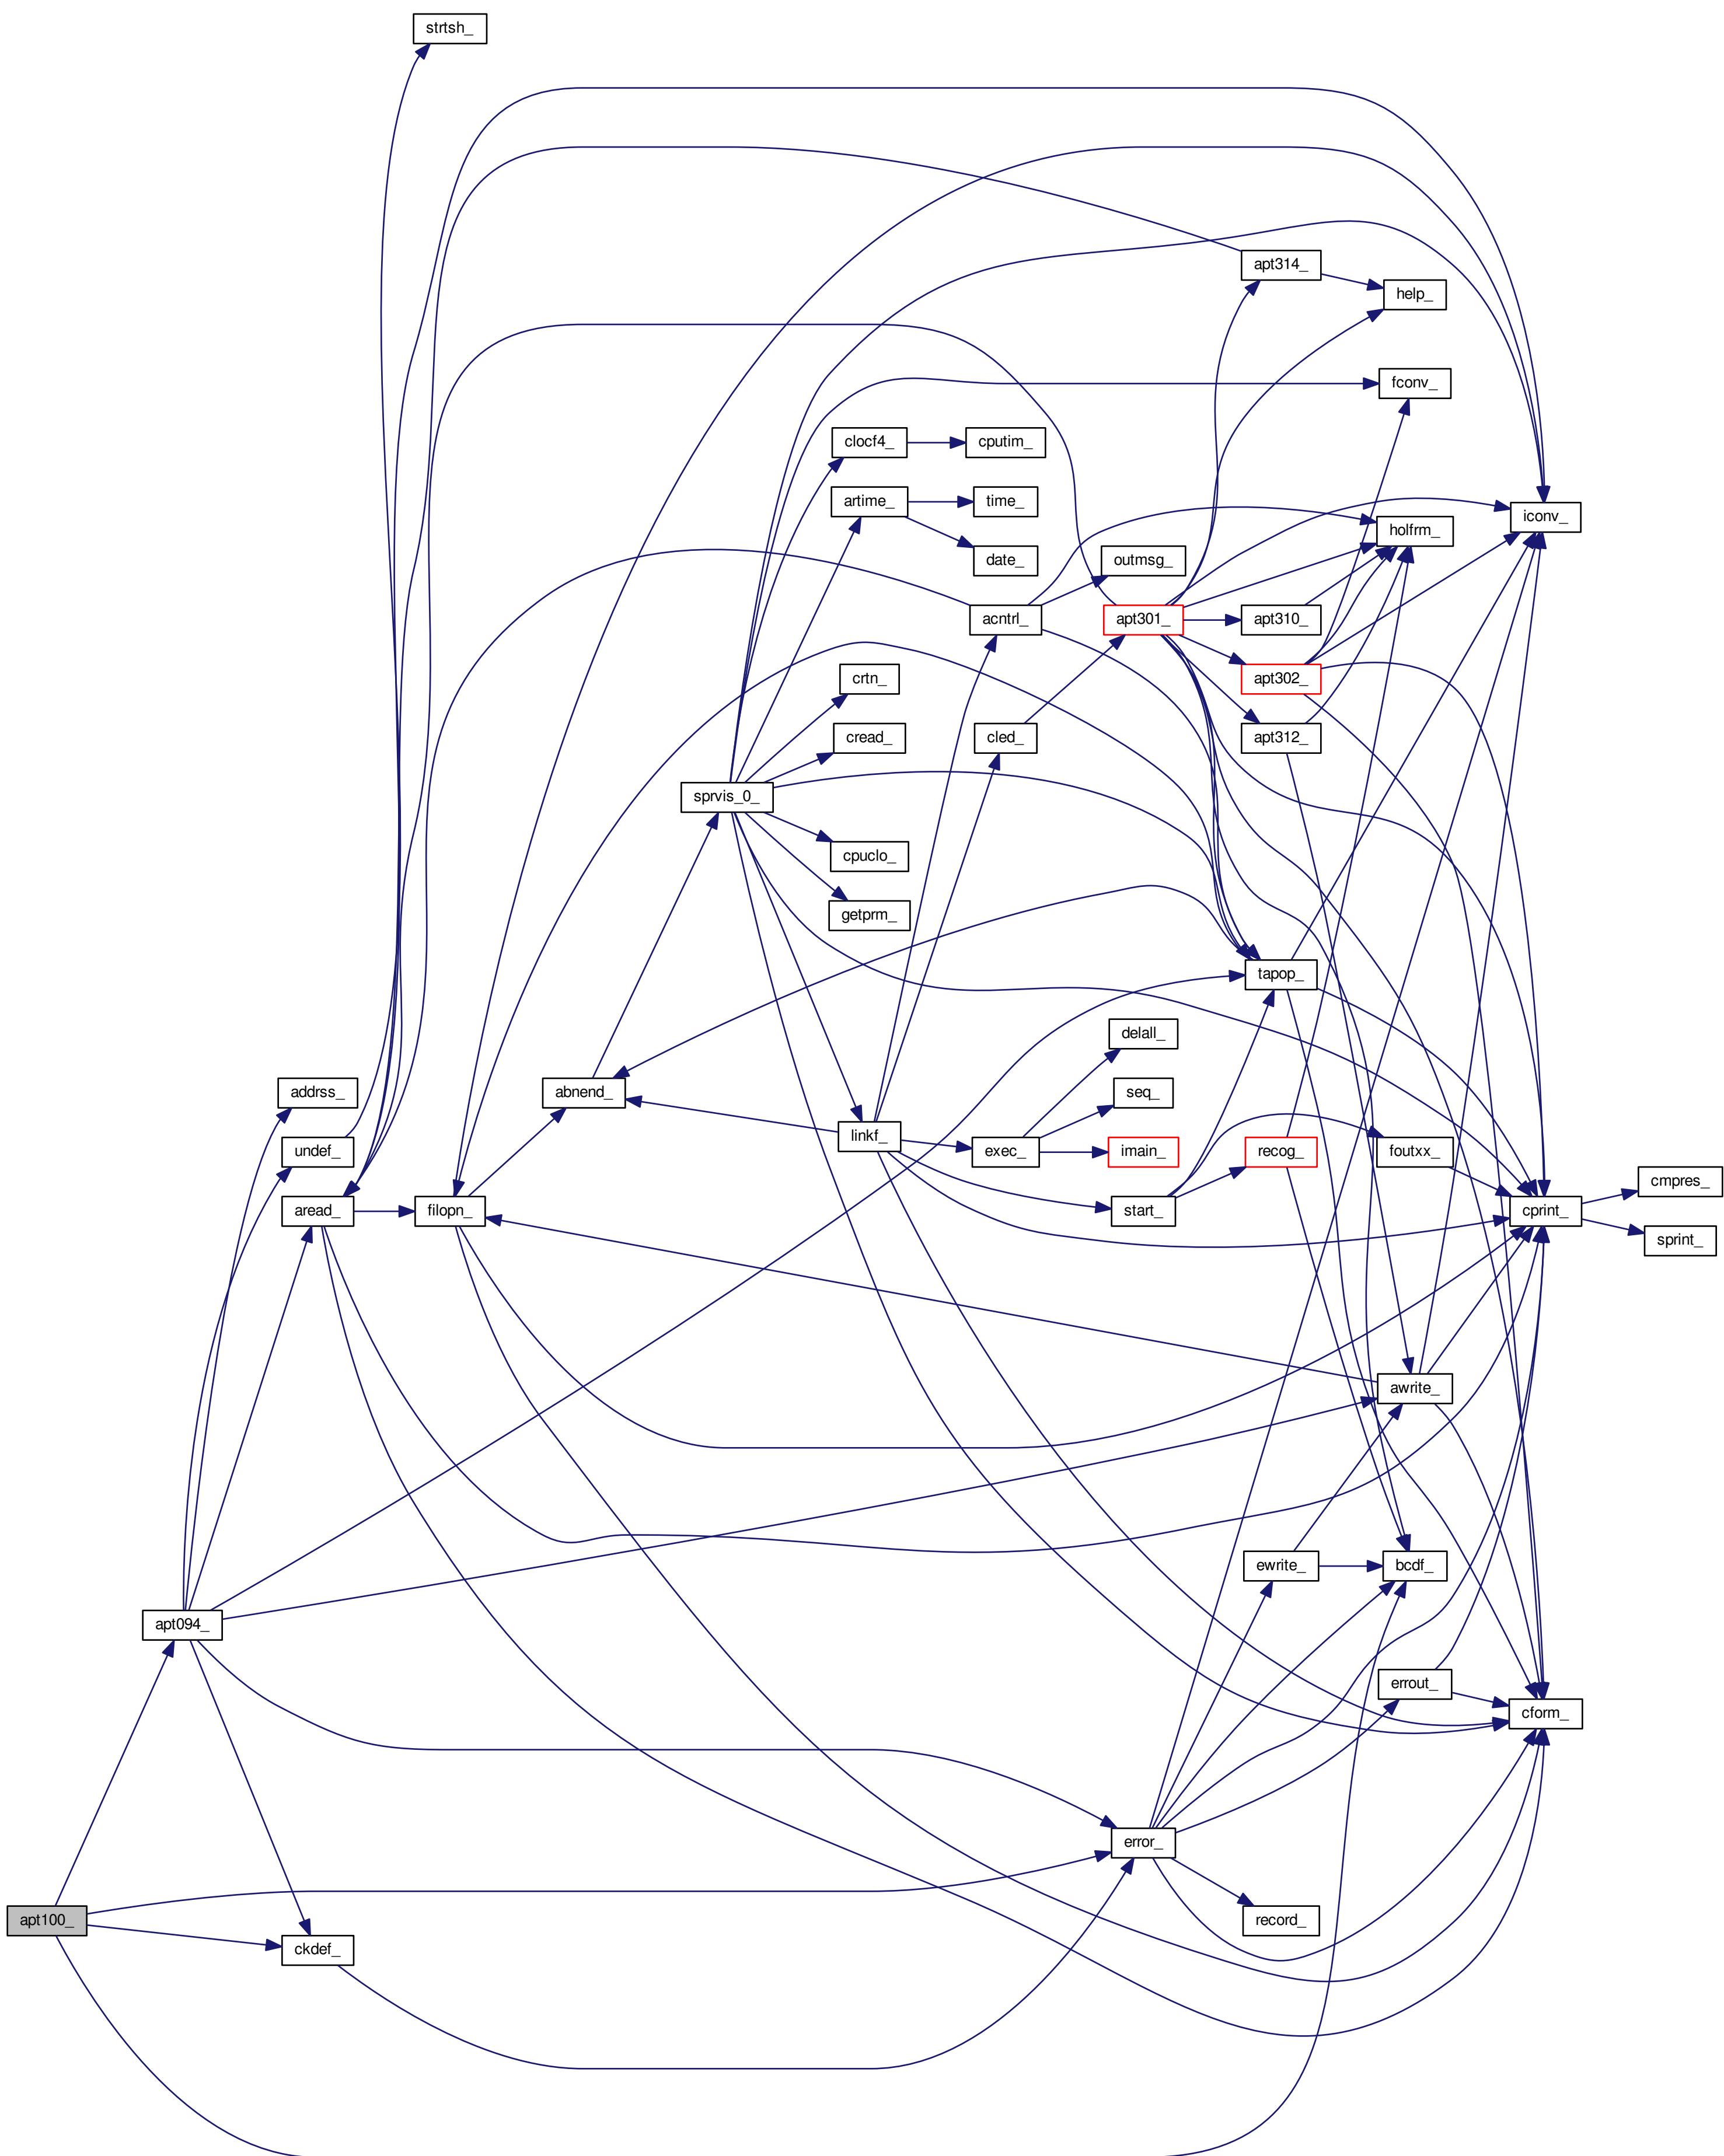 strtsh_
apt314_
help_
fconv_
clocf4_
cputim_
artime_
time_
iconv_
holfrm_
date_
outmsg_
acntrl_
apt301_
apt310_
crtn_
apt302_
cread_
cled_
apt312_
sprvis_0_
cpuclo_
getprm_
tapop_
delall_
addrss_
abnend_
seq_
linkf_
undef_
exec_
imain_
recog_
foutxx_
cmpres_
aread_
filopn_
start_
cprint_
sprint_
awrite_
ewrite_
bcdf_
apt094_
errout_
cform_
error_
apt100_
record_
ckdef_